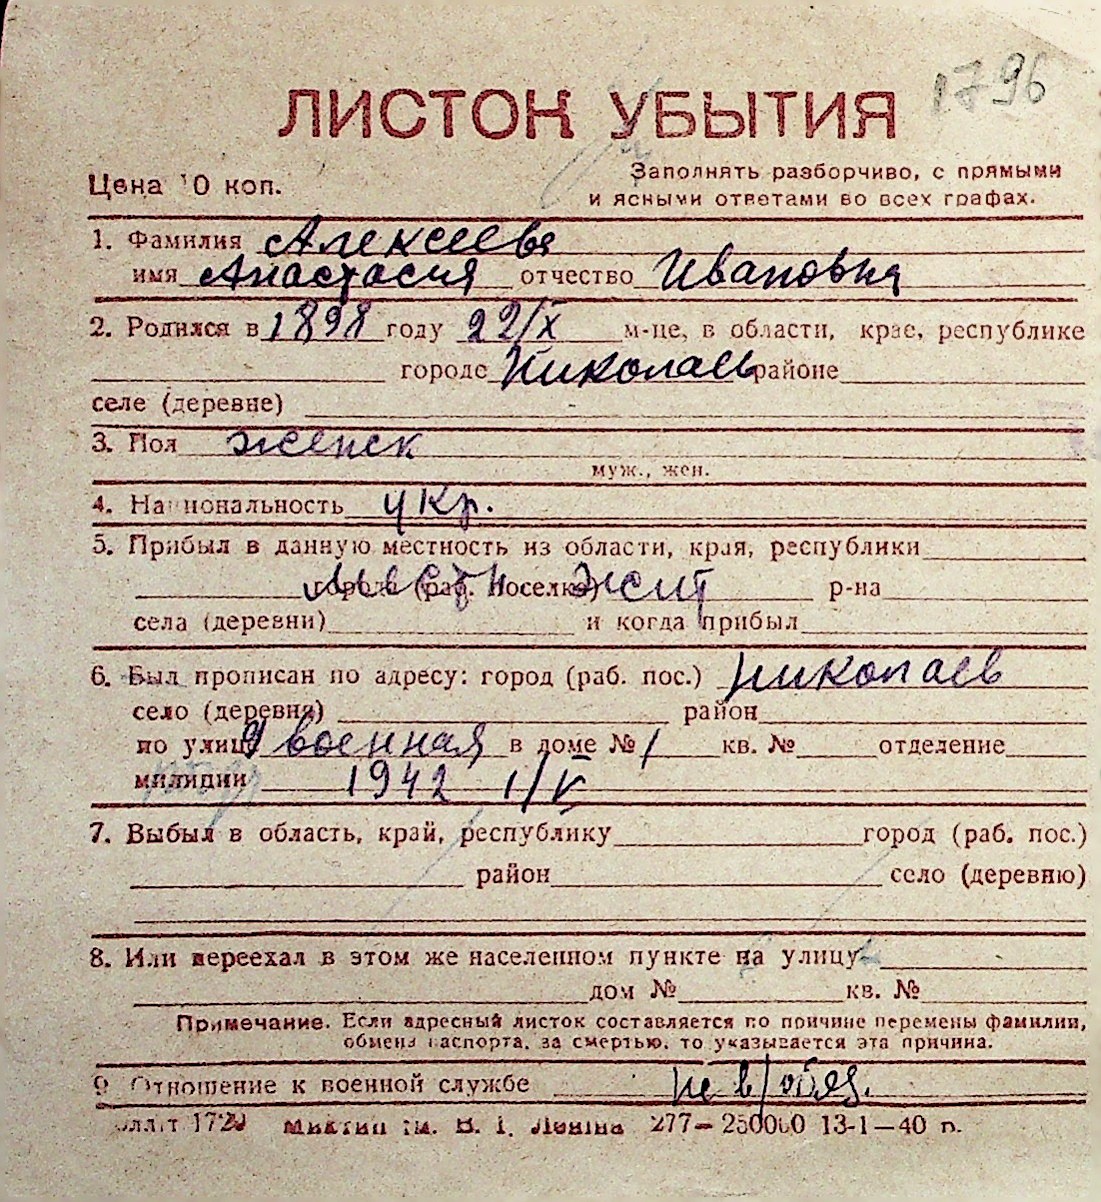 1796
ЛИСТОК УБЫТИЯ
Цена 10 коп.
Заполнять разборчиво, с прямыми
и ясными ответами во всех графах.
1. Фамилия Алексеева
имя Анастасия отчество Ивановна
2. Родился в 1898 году 22/X м-це, в области, крае, республике
городе Николаев районе
селе (деревне)
3. Пол женск
муж., жен.
4. Национальность укр.
5. Прибыл в данную местность из области, края, республики
города (раб. поселка) мест жит р-на
села (деревни) и когда прибыл
6. Был прописан по адресу: город (раб. пос.) Николаев
село (деревня) район
по улице 9 военная в доме № 1 кв. № отделение
милиции 1942 1/V
7. Выбыл в область, край, республику город (раб. пос.)
район село (деревню)
8. Или переехал в этом же населенном пункте на улицу
дом № кв. №
Примечание. Если адресный листок составляется по причине перемены фамилии,
обмена паспорта, за смертью, то указывается эта причина.
9. Отношение к военной службе не в/обяз.
277—250000 13-1—40 г.